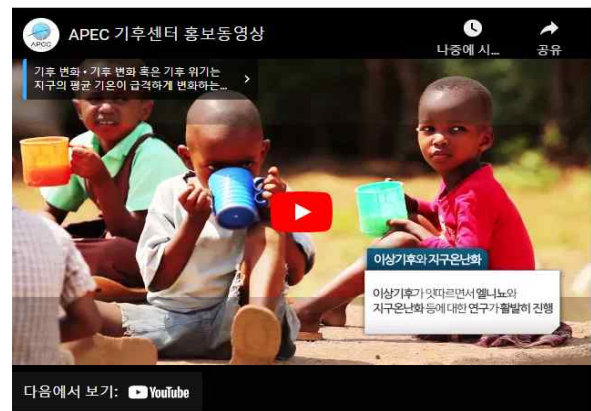 APCC
APEC 기후센터 홍보동영상
나중에 시...
공유
기후 변화 • 기후 변화 혹은 기후 위기는
지구의 평균 기온이 급격하게 변화하는...
이상기후와 지구온난화
이상기후가 잇따르면서 엘니뇨와
지구온난화 등에 대한 연구가 활발히 진행
다음에서 보기: YouTube